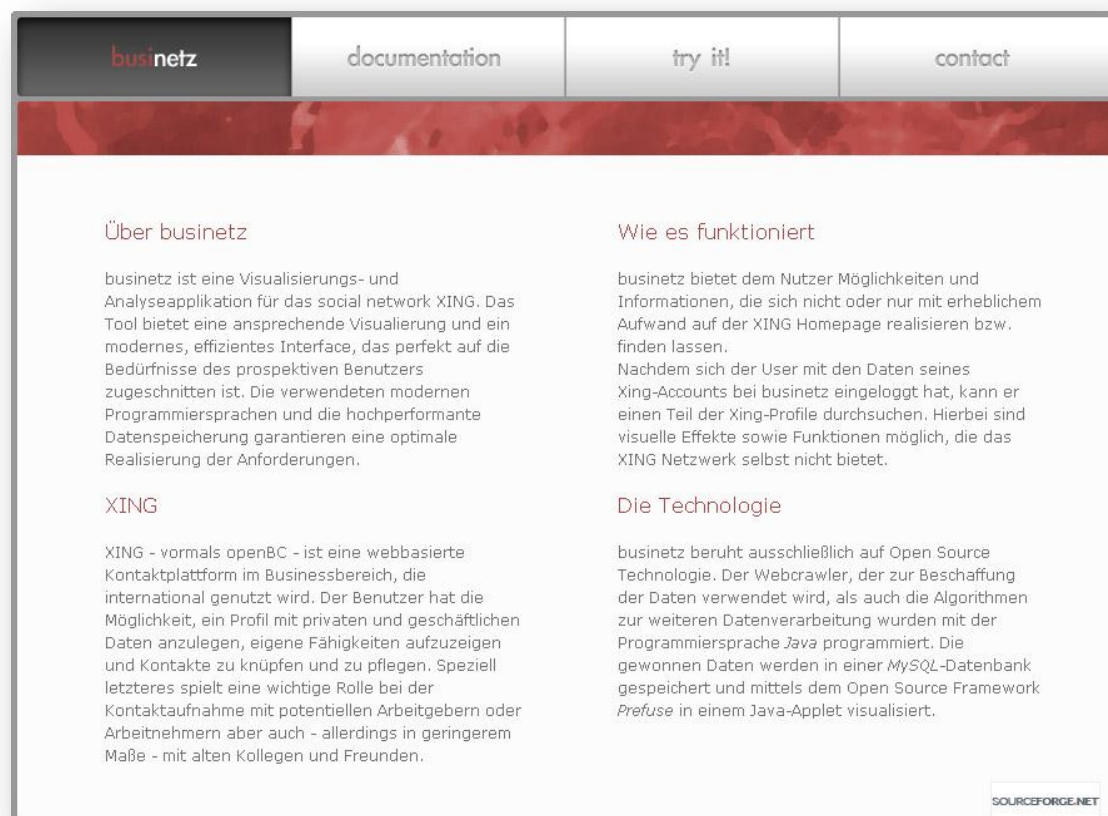 businetz
documentation
try it!
contact
Über businetz
businetz ist eine Visualisierungs- und
Analyseapplikation für das social network XING. Das
Tool bietet eine ansprechende Visualierung und ein
modernes, effizientes Interface, das perfekt auf die
Bedürfnisse des prospektiven Benutzers
zugeschnitten ist. Die verwendeten modernen
Programmiersprachen und die hochperformante
Datenspeicherung garantieren eine optimale
Realisierung der Anforderungen.
XING
XING - vormals openBC - ist eine webbasierte
Kontaktplattform im Businessbereich, die
international genutzt wird. Der Benutzer hat die
Möglichkeit, ein Profil mit privaten und geschäftlichen
Daten anzulegen, eigene Fähigkeiten aufzuzeigen
und Kontakte zu knüpfen und zu pflegen. Speziell
letzteres spielt eine wichtige Rolle bei der
Kontaktaufnahme mit potentiellen Arbeitgebern oder
Arbeitnehmern aber auch - allerdings in geringerem
Maße - mit alten Kollegen und Freunden.
Wie es funktioniert
businetz bietet dem Nutzer Möglichkeiten und
Informationen, die sich nicht oder nur mit erheblichem
Aufwand auf der XING Homepage realisieren bzw.
finden lassen.
Nachdem sich der User mit den Daten seines
Xing-Accounts bei businetz eingeloggt hat, kann er
einen Teil der Xing-Profile durchsuchen. Hierbei sind
visuelle Effekte sowie Funktionen möglich, die das
XING Netzwerk selbst nicht bietet.
Die Technologie
businetz beruht ausschließlich auf Open Source
Technologie. Der Webcrawler, der zur Beschaffung
der Daten verwendet wird, als auch die Algorithmen
zur weiteren Datenverarbeitung wurden mit der
Programmiersprache Java programmiert. Die
gewonnen Daten werden in einer MySQL-Datenbank
gespeichert und mittels dem Open Source Framework
Prefuse in einem Java-Applet visualisiert.
SOURCEFORGE.NET